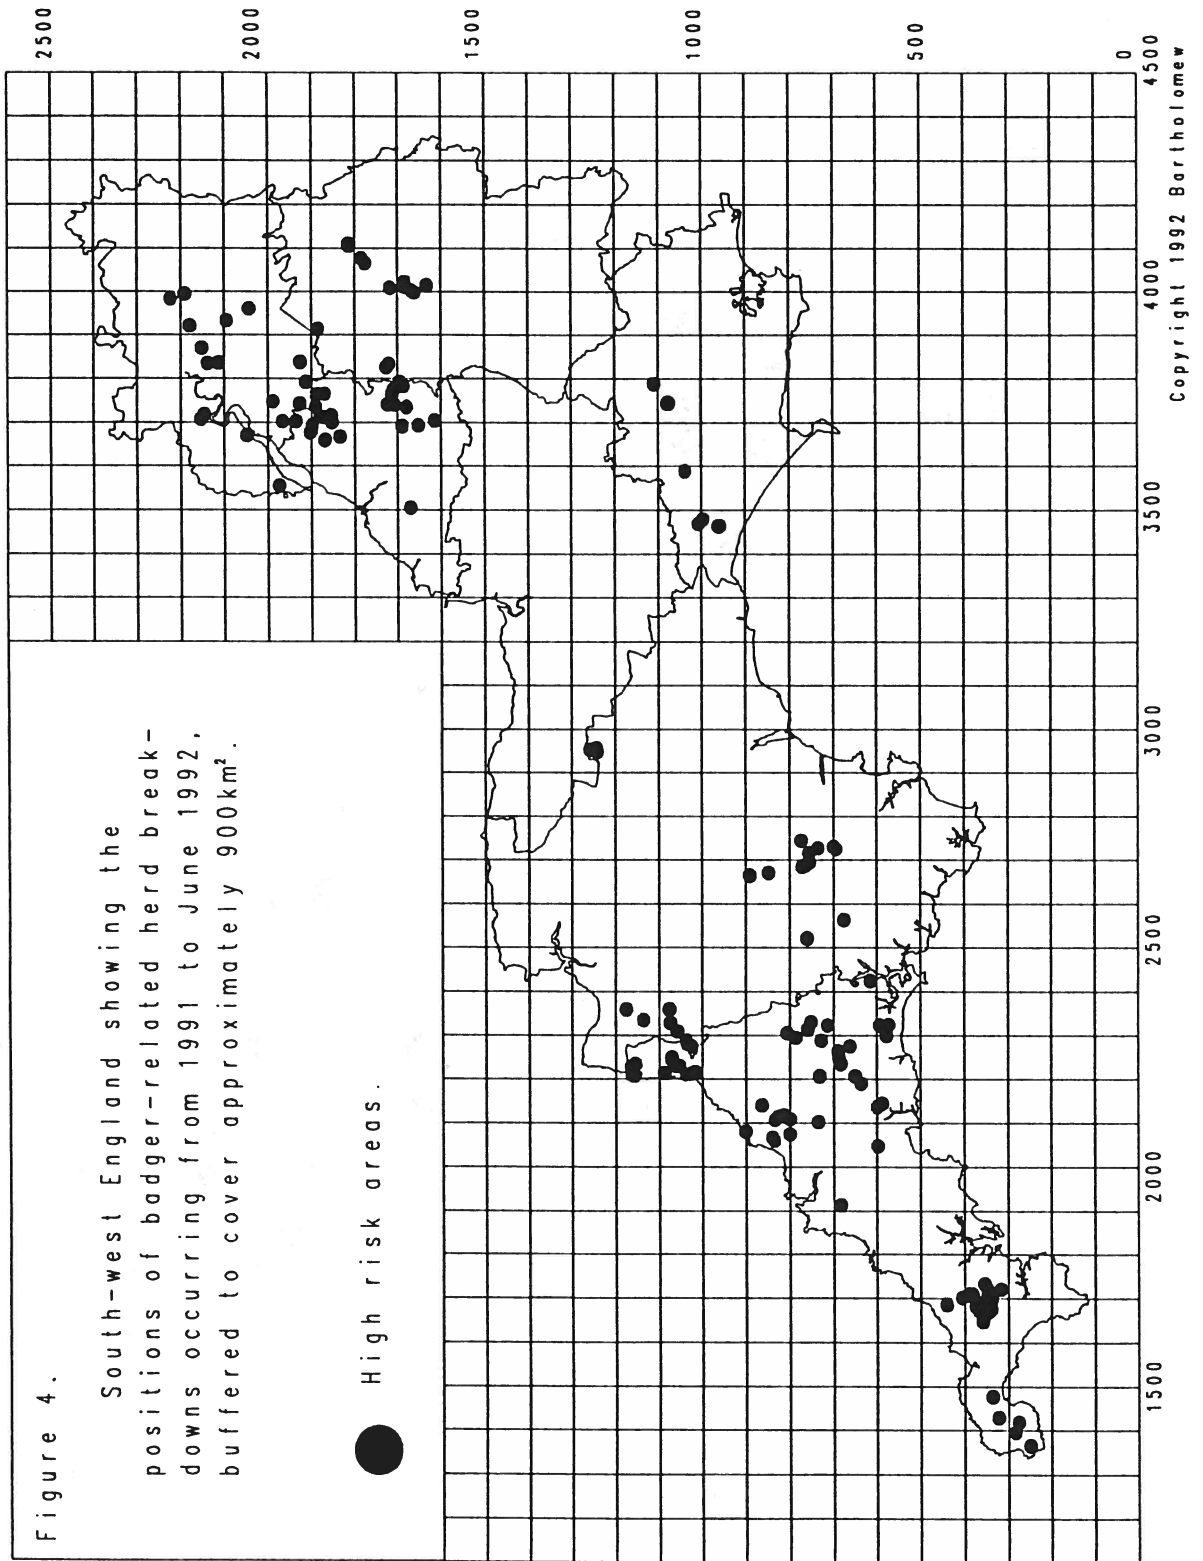 Figure 4.
South-west England showing the
positions of badger-related herd break-
downs occurring from 1991 to June 1992,
buffered to cover approximately 900km².
High risk areas.
2500
2000
1500
1000
500
0
1500
2000
2500
3000
3500
4000
4500
Copyright 1992 Bartholomew